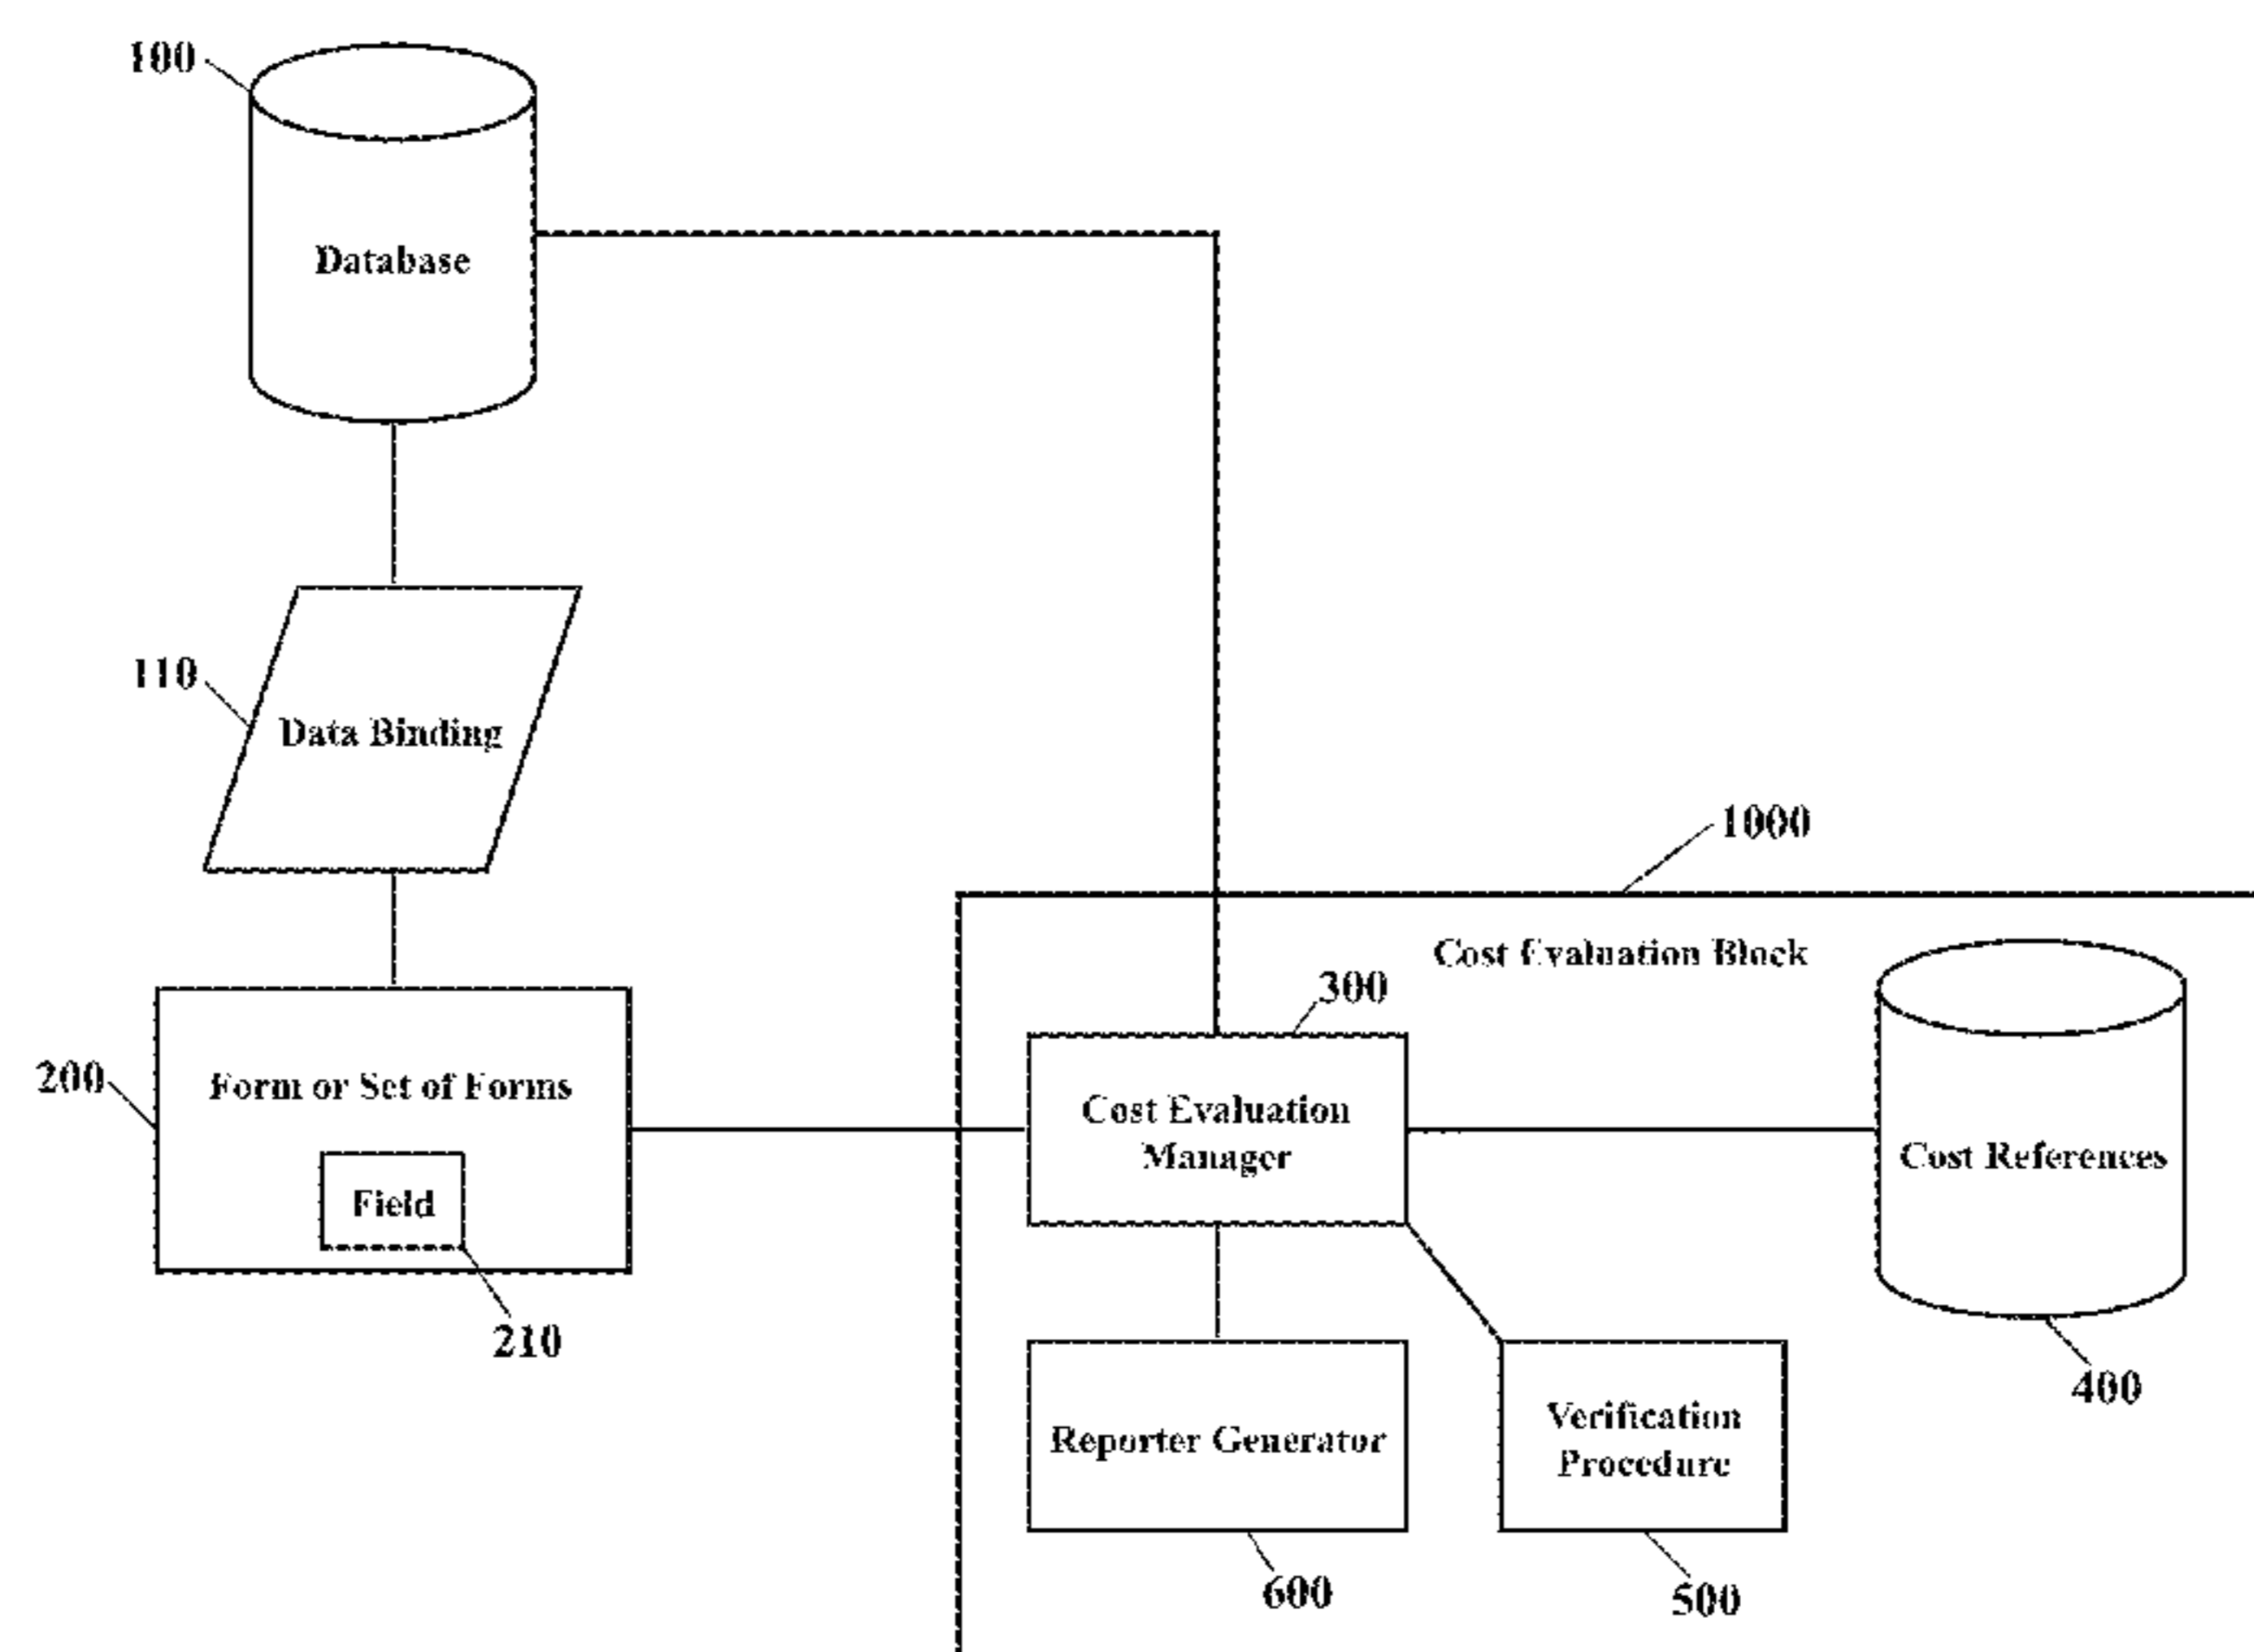 100
Database
110
Data Binding
1000
Cost Evaluation Block
300
200
Form or Set of Forms
Cost Evaluation
Manager
Cost References
Field
210
400
Reporter Generator
Verification
Procedure
600
500